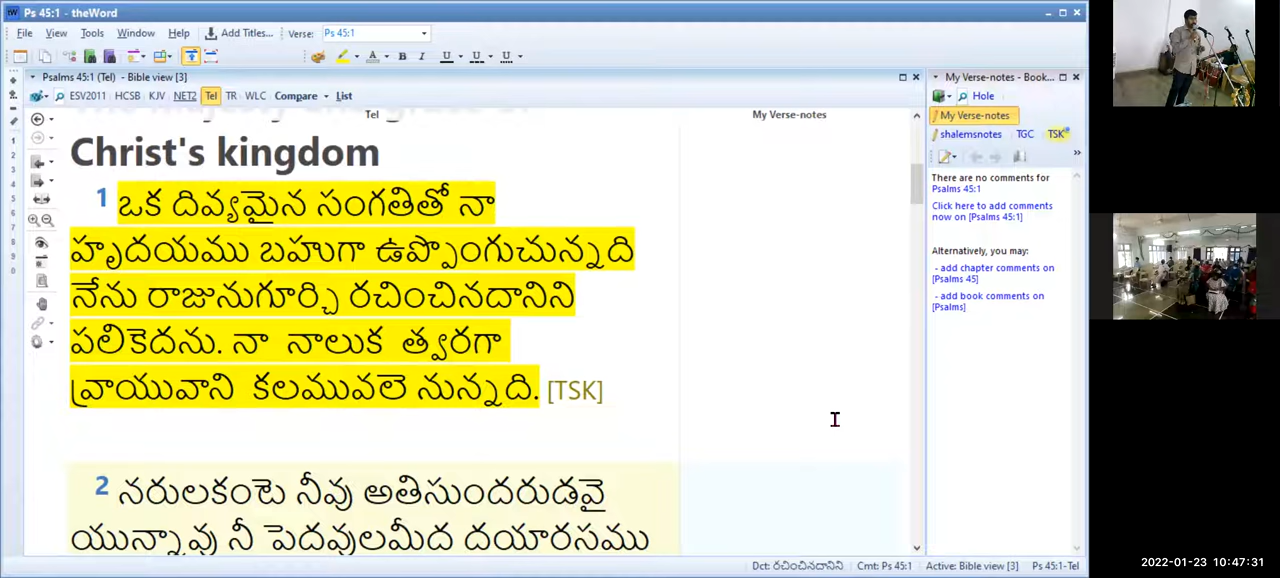 Ps 45:1 - theWord
File View Tools Window Help Add Titles... Verse: Ps 45:1
Psalms 45:1 (Tel) - Bible view [3]
ESV2011 HCSB KJV NET2 Tel TR WLC Compare List
Tel My Verse-notes
Christ's kingdom
1 ఒక దివ్యమైన సంగతితో నా
హృదయము బహుగా ఉప్పొంగుచున్నది
నేను రాజునుగూర్చి రచించినదానిని
పలికెదను. నా నాలుక త్వరగా
వ్రాయువాని కలమువలె నున్నది. [TSK]
2 నరులకంటె నీవు అతిసుందరుడవై
యున్నావు నీ పెదవులమీద దయారసము
My Verse-notes - Book...
Hole
My Verse-notes
shalemsnotes TGC TSK
There are no comments for
Psalms 45:1
Click here to add comments
now on [Psalms 45:1]
Alternatively, you may:
- add chapter comments on
[Psalms 45]
- add book comments on
[Psalms]
Dct: రచించినదానిని Cmt: Ps 45:1 Active: Bible view [3] Ps 45:1-Tel
2022-01-23 10:47:31